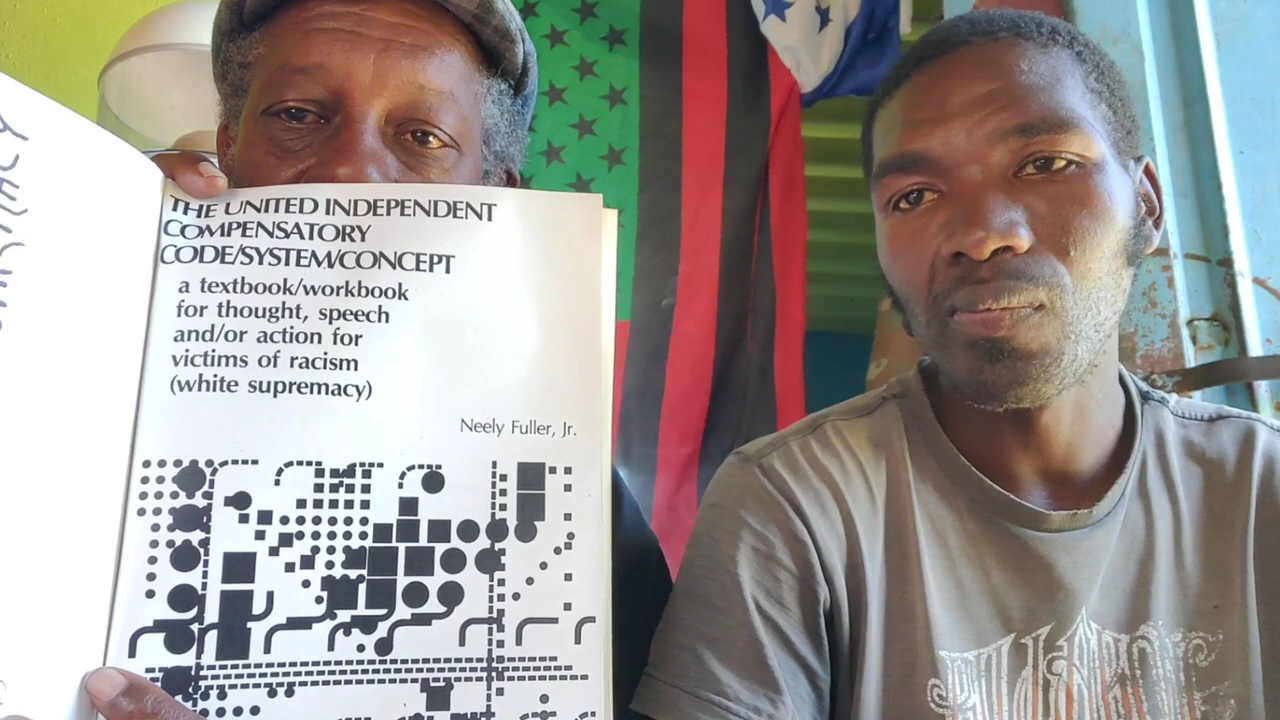 THE UNITED INDEPENDENT
COMPENSATORY
CODE/SYSTEM/CONCEPT
a textbook/workbook
for thought, speech
and/or action for
victims of racism
(white supremacy)
Neely Fuller, Jr.